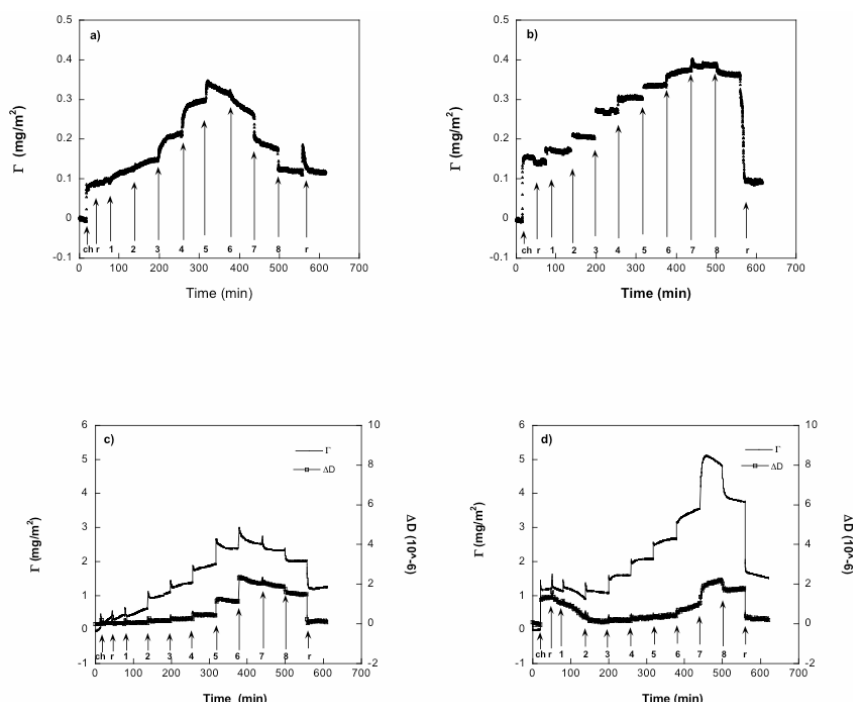 a)
Γ (mg/m²)
0.5
0.4
0.3
0.2
0.1
0
-0.1
ch r 1 2 3 4 5 6 7 8 r
0 100 200 300 400 500 600 700
Time (min)
b)
Γ (mg/m²)
0.5
0.4
0.3
0.2
0.1
0
-0.1
ch r 1 2 3 4 5 6 7 8 r
0 100 200 300 400 500 600 700
Time (min)
c)
Γ (mg/m²)
6
5
4
3
2
1
0
-1
Γ
ΔD
10
8
6
4
2
0
-2
ΔD (10^-6)
ch r 1 2 3 4 5 6 7 8 r
0 100 200 300 400 500 600 700
Time (min)
d)
Γ (mg/m²)
6
5
4
3
2
1
0
-1
Γ
ΔD
10
8
6
4
2
0
-2
ΔD (10^-6)
ch r 1 2 3 4 5 6 7 8 r
0 100 200 300 400 500 600 700
Time (min)